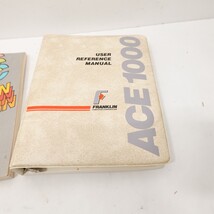 USER
REFERENCE
MANUAL
FRANKLIN
ACE 1000